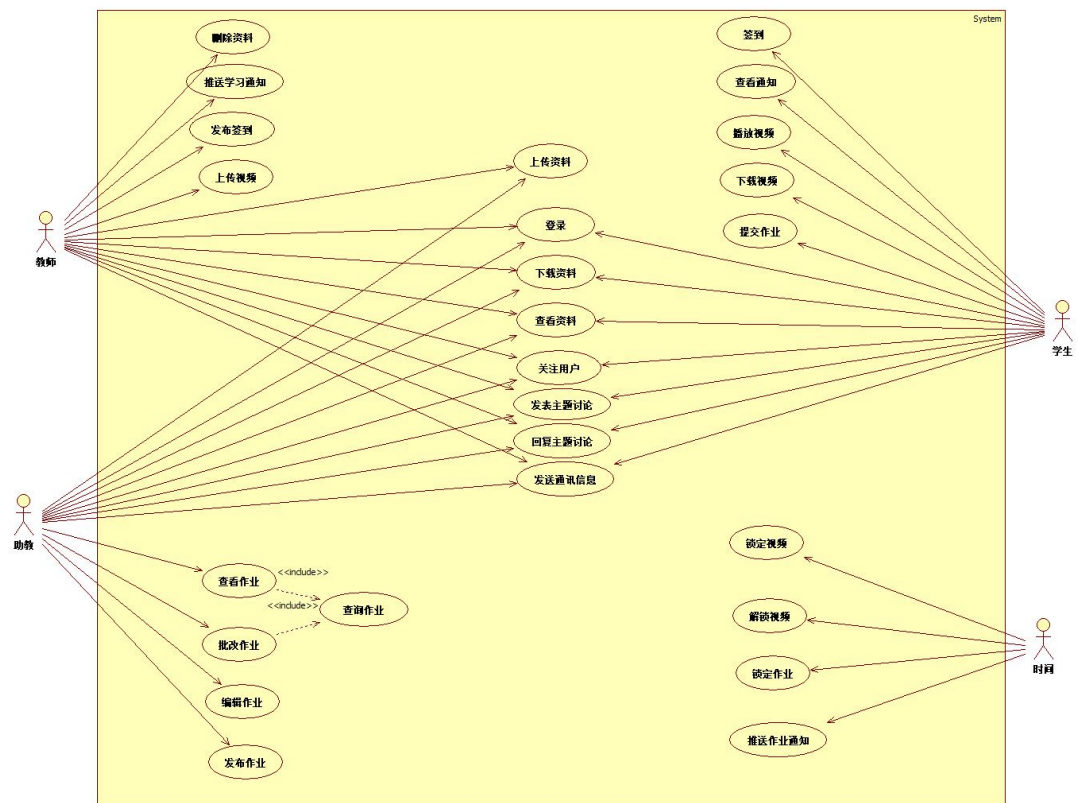 System
删除资料
签到
推送学习通知
查看通知
发布签到
播放视频
上传资料
上传视频
下载视频
登录
提交作业
教师
下载资料
查看资料
学生
关注用户
发表主题讨论
回复主题讨论
发送通讯信息
助教
锁定视频
<<include>>
查看作业
<<include>>
查询作业
解锁视频
批改作业
时间
锁定作业
编辑作业
推送作业通知
发布作业